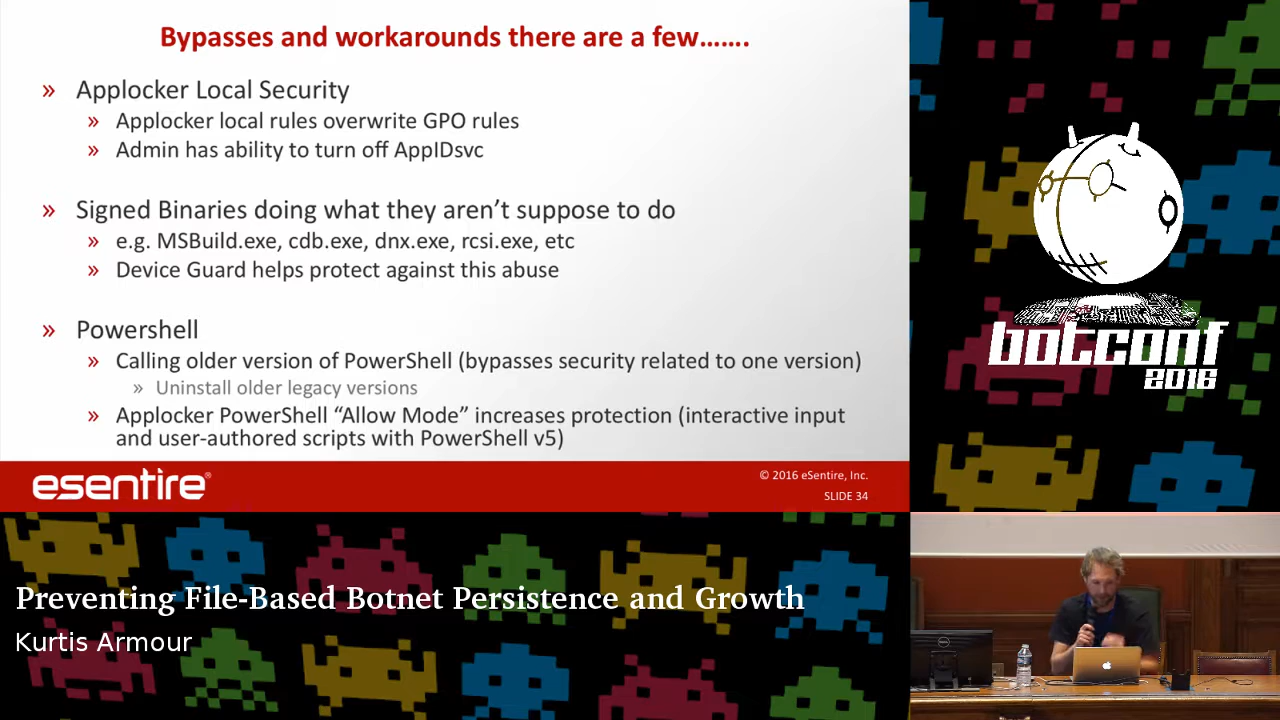 Bypasses and workarounds there are a few…….
» Applocker Local Security
» Applocker local rules overwrite GPO rules
» Admin has ability to turn off AppIDsvc
» Signed Binaries doing what they aren’t suppose to do
» e.g. MSBuild.exe, cdb.exe, dnx.exe, rcsi.exe, etc
» Device Guard helps protect against this abuse
» Powershell
» Calling older version of PowerShell (bypasses security related to one version)
» Uninstall older legacy versions
» Applocker PowerShell “Allow Mode” increases protection (interactive input
and user-authored scripts with PowerShell v5)
esentire®
© 2016 eSentire, Inc.
SLIDE 34
botconf
2016
Preventing File-Based Botnet Persistence and Growth
Kurtis Armour
DELL